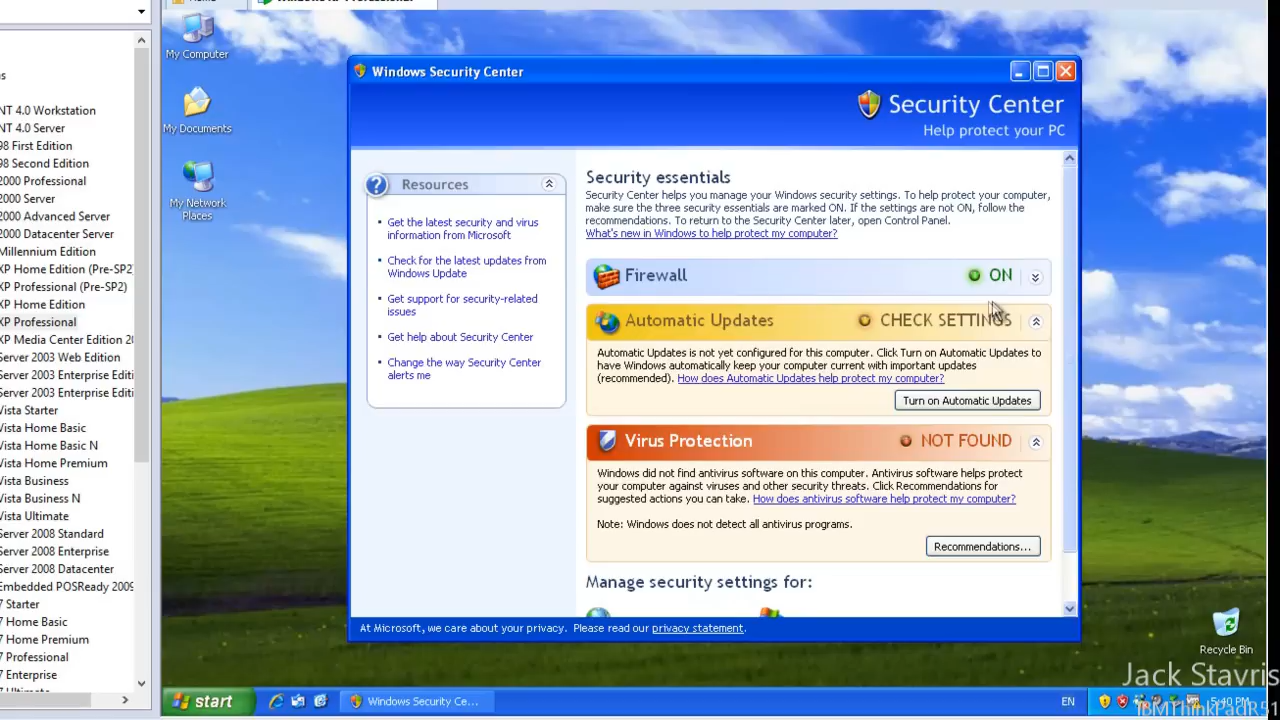 Windows XP Professional
My Computer
My Documents
My Network
Places
NT 4.0 Workstation
NT 4.0 Server
98 First Edition
98 Second Edition
2000 Professional
2000 Server
2000 Advanced Server
2000 Datacenter Server
Millennium Edition
XP Home Edition (Pre-SP2)
XP Professional (Pre-SP2)
XP Home Edition
XP Professional
XP Media Center Edition 20
Server 2003 Web Edition
Server 2003 Enterprise Editi
Server 2003 Enterprise Editi
Vista Starter
Vista Home Basic
Vista Home Basic N
Vista Home Premium
Vista Business
Vista Business N
Vista Ultimate
Server 2008 Standard
Server 2008 Enterprise
Server 2008 Datacenter
Embedded POSReady 2009
7 Starter
7 Home Basic
7 Home Premium
7 Professional
7 Enterprise
Windows Security Center
Security Center
Help protect your PC
Resources
Get the latest security and virus
information from Microsoft
Check for the latest updates from
Windows Update
Get support for security-related
issues
Get help about Security Center
Change the way Security Center
alerts me
Security essentials
Security Center helps you manage your Windows security settings. To help protect your computer,
make sure the three security essentials are marked ON. If the settings are not ON, follow the
recommendations. To return to the Security Center later, open Control Panel.
What's new in Windows to help protect my computer?
Firewall ON
Automatic Updates CHECK SETTINGS
Automatic Updates is not yet configured for this computer. Click Turn on Automatic Updates to
have Windows automatically keep your computer current with important updates
(recommended). How does Automatic Updates help protect my computer?
Turn on Automatic Updates
Virus Protection NOT FOUND
Windows did not find antivirus software on this computer. Antivirus software helps protect
your computer against viruses and other security threats. Click Recommendations for
suggested actions you can take. How does antivirus software help protect my computer?
Note: Windows does not detect all antivirus programs.
Recommendations...
Manage security settings for:
At Microsoft, we care about your privacy. Please read our privacy statement.
Recycle Bin
Jack Stavris
IBMThinkPadR51
start
Windows Security Ce...
EN
5:40 PM